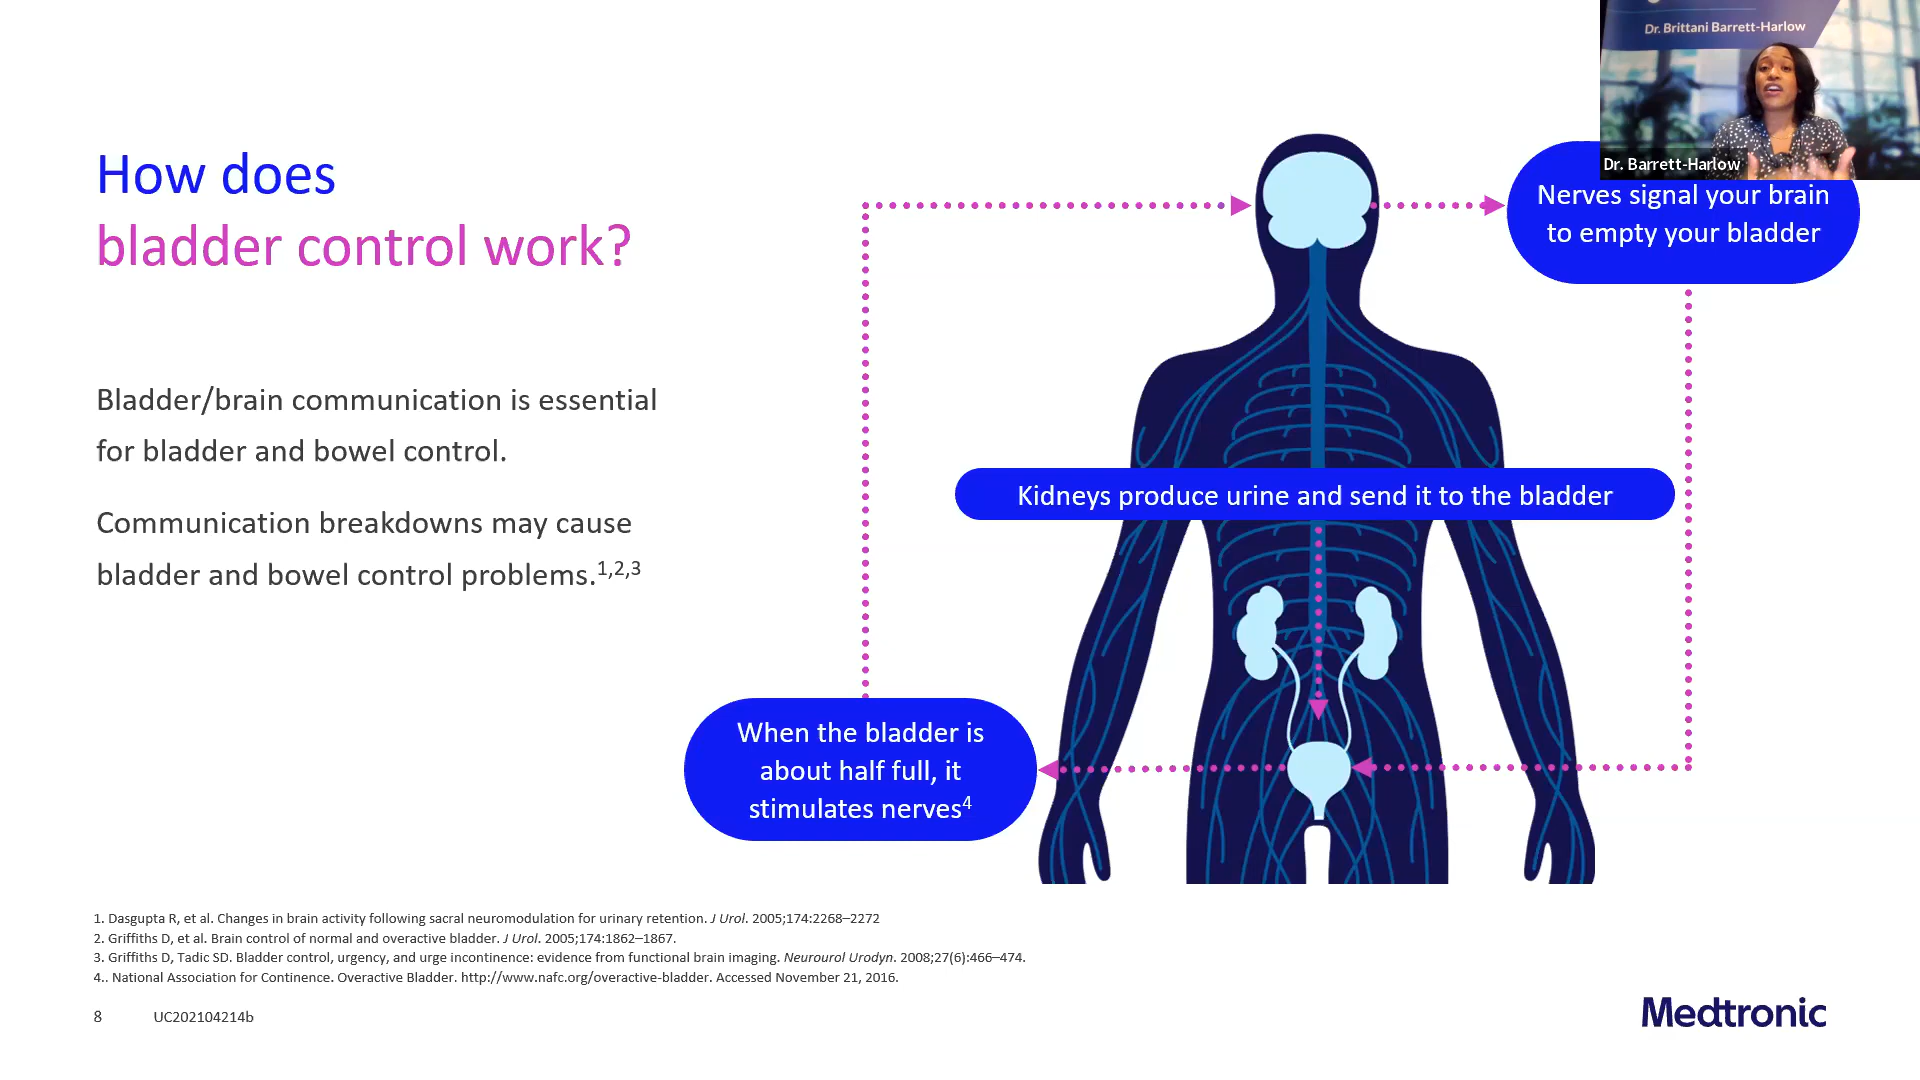 Dr. Brittani Barrett-Harlow
Dr. Barrett-Harlow
How does
bladder control work?
Nerves signal your brain
to empty your bladder
Bladder/brain communication is essential
for bladder and bowel control.
Communication breakdowns may cause
bladder and bowel control problems.1,2,3
Kidneys produce urine and send it to the bladder
When the bladder is
about half full, it
stimulates nerves4
1. Dasgupta R, et al. Changes in brain activity following sacral neuromodulation for urinary retention. J Urol. 2005;174:2268–2272
2. Griffiths D, et al. Brain control of normal and overactive bladder. J Urol. 2005;174:1862–1867.
3. Griffiths D, Tadic SD. Bladder control, urgency, and urge incontinence: evidence from functional brain imaging. Neurourol Urodyn. 2008;27(6):466–474.
4.. National Association for Continence. Overactive Bladder. http://www.nafc.org/overactive-bladder. Accessed November 21, 2016.
8 UC202104214b
Medtronic